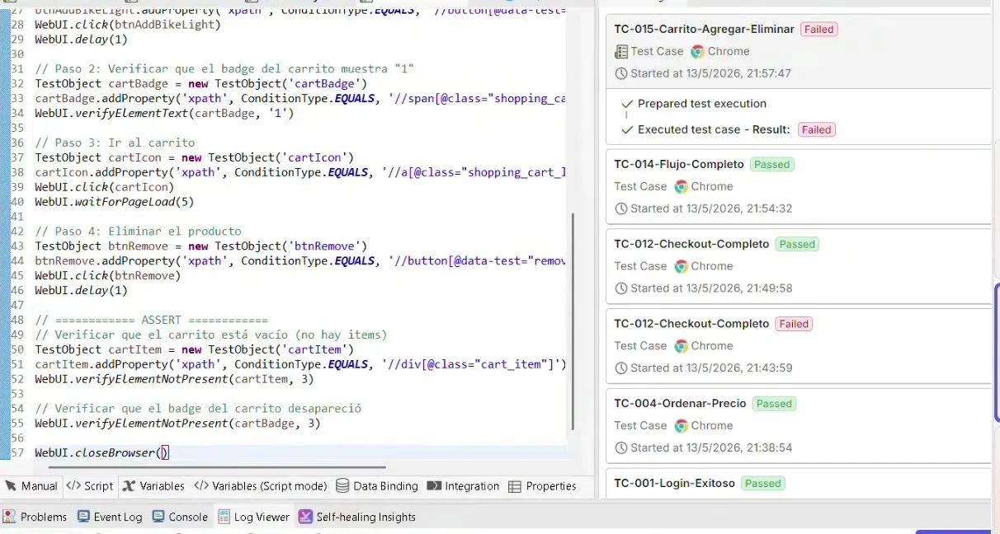 27 btnAddBikeLight.addProperty('xpath', ConditionType.EQUALS, '//button[@data-test=
28 WebUI.click(btnAddBikeLight)
29 WebUI.delay(1)
30
31 // Paso 2: Verificar que el badge del carrito muestra "1"
32 TestObject cartBadge = new TestObject('cartBadge')
33 cartBadge.addProperty('xpath', ConditionType.EQUALS, '//span[@class="shopping_ca
34 WebUI.verifyElementText(cartBadge, '1')
35
36 // Paso 3: Ir al carrito
37 TestObject cartIcon = new TestObject('cartIcon')
38 cartIcon.addProperty('xpath', ConditionType.EQUALS, '//a[@class="shopping_cart_l
39 WebUI.click(cartIcon)
40 WebUI.waitForPageLoad(5)
41
42 // Paso 4: Eliminar el producto
43 TestObject btnRemove = new TestObject('btnRemove')
44 btnRemove.addProperty('xpath', ConditionType.EQUALS, '//button[@data-test="remov
45 WebUI.click(btnRemove)
46 WebUI.delay(1)
47
48 // ============ ASSERT ============
49 // Verificar que el carrito está vacío (no hay items)
50 TestObject cartItem = new TestObject('cartItem')
51 cartItem.addProperty('xpath', ConditionType.EQUALS, '//div[@class="cart_item"]')
52 WebUI.verifyElementNotPresent(cartItem, 3)
53
54 // Verificar que el badge del carrito desapareció
55 WebUI.verifyElementNotPresent(cartBadge, 3)
56
57 WebUI.closeBrowser()
Manual Script Variables Variables (Script mode) Data Binding Integration Properties
Problems Event Log Console Log Viewer Self-healing Insights
TC-015-Carrito-Agregar-Eliminar Failed
Test Case Chrome
Started at 13/5/2026, 21:57:47
Prepared test execution
Executed test case - Result: Failed
TC-014-Flujo-Completo Passed
Test Case Chrome
Started at 13/5/2026, 21:54:32
TC-012-Checkout-Completo Passed
Test Case Chrome
Started at 13/5/2026, 21:49:58
TC-012-Checkout-Completo Failed
Test Case Chrome
Started at 13/5/2026, 21:43:59
TC-004-Ordenar-Precio Passed
Test Case Chrome
Started at 13/5/2026, 21:38:54
TC-001-Login-Exitoso Passed